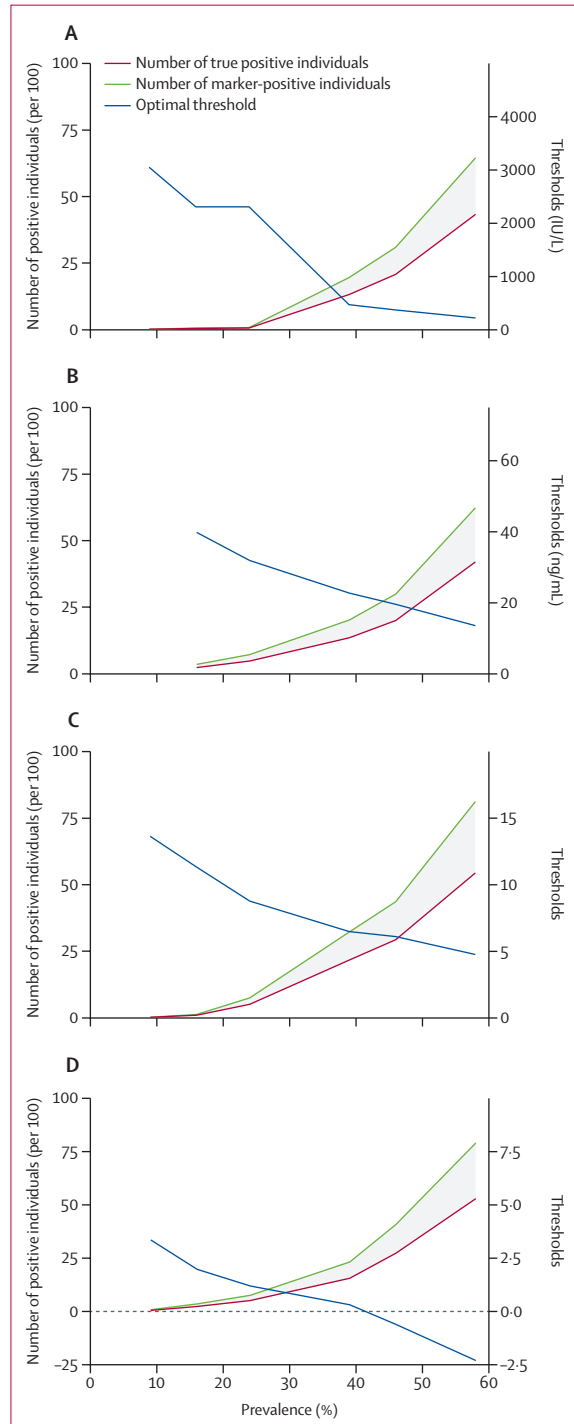 A
Number of true positive individuals
Number of marker-positive individuals
Optimal threshold
Number of positive individuals (per 100)
100
75
50
25
0
4000
3000
2000
1000
0
Thresholds (IU/L)
B
Number of positive individuals (per 100)
100
75
50
25
0
60
40
20
0
Thresholds (ng/mL)
C
Number of positive individuals (per 100)
100
75
50
25
0
15
10
5
0
Thresholds
D
Number of positive individuals (per 100)
100
75
50
25
0
–25
7·5
5·0
2·5
0·0
–2·5
Thresholds
0 10 20 30 40 50 60
Prevalence (%)